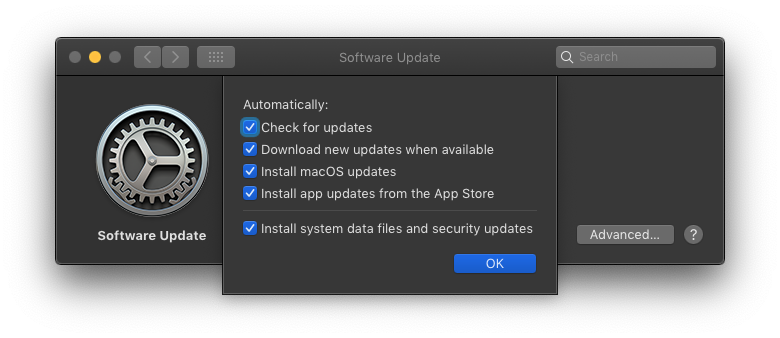 Software Update
Search
Automatically:
Check for updates
Download new updates when available
Install macOS updates
Install app updates from the App Store
Install system data files and security updates
Software Update
Advanced...
?
OK